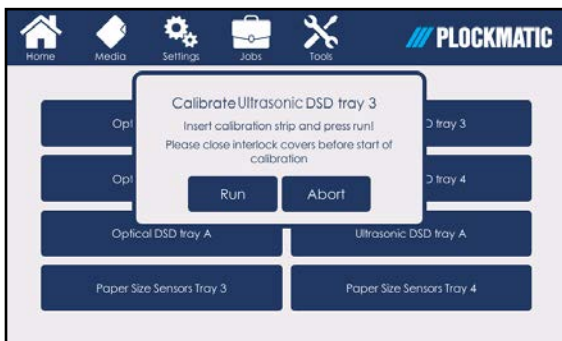 PLOCKMATIC
Home Media Settings Jobs Tools
Calibrate Ultrasonic DSD tray 3
Insert calibration strip and press run!
Please close interlock covers before start of
calibration
Run Abort
tray 3
tray 4
Optical DSD tray A Ultrasonic DSD tray A
Paper Size Sensors Tray 3 Paper Size Sensors Tray 4